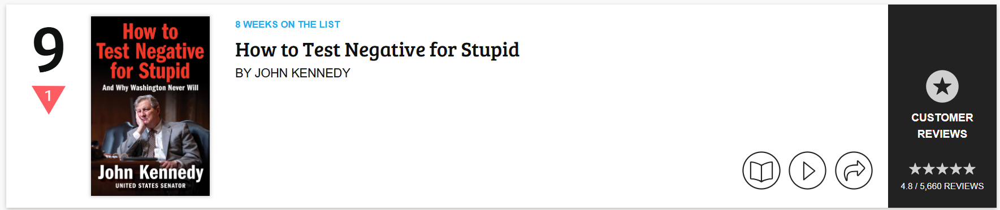 9
1
How to
Test Negative
for Stupid
And Why Washington Never Will
John Kennedy
UNITED STATES SENATOR
8 WEEKS ON THE LIST
How to Test Negative for Stupid
BY JOHN KENNEDY
CUSTOMER
REVIEWS
4.8 / 5,660 REVIEWS